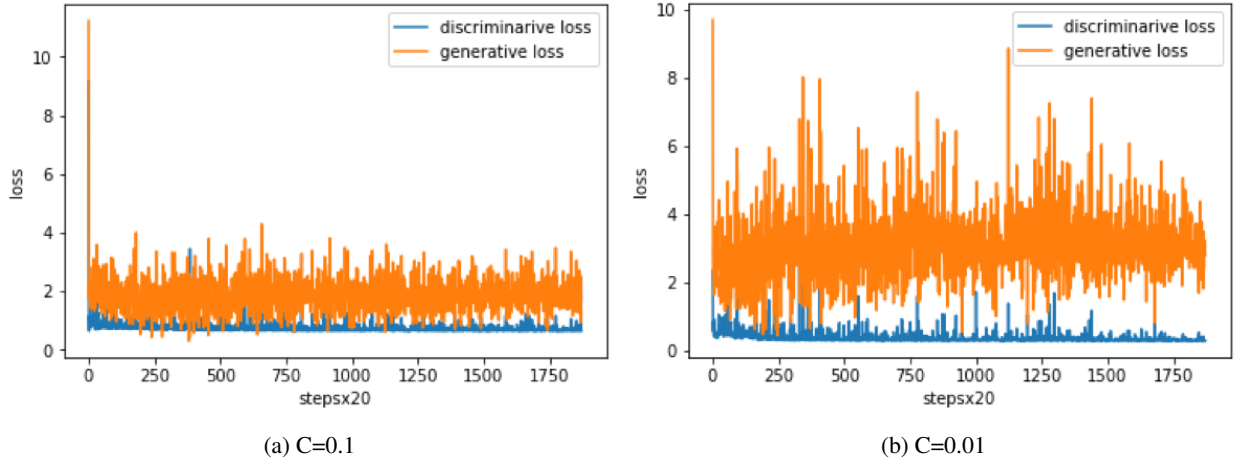 discriminarive loss
generative loss
loss
10
8
6
4
2
0
0 250 500 750 1000 1250 1500 1750
stepsx20
(a) C=0.1
discriminarive loss
generative loss
loss
10
8
6
4
2
0
0 250 500 750 1000 1250 1500 1750
stepsx20
(b) C=0.01